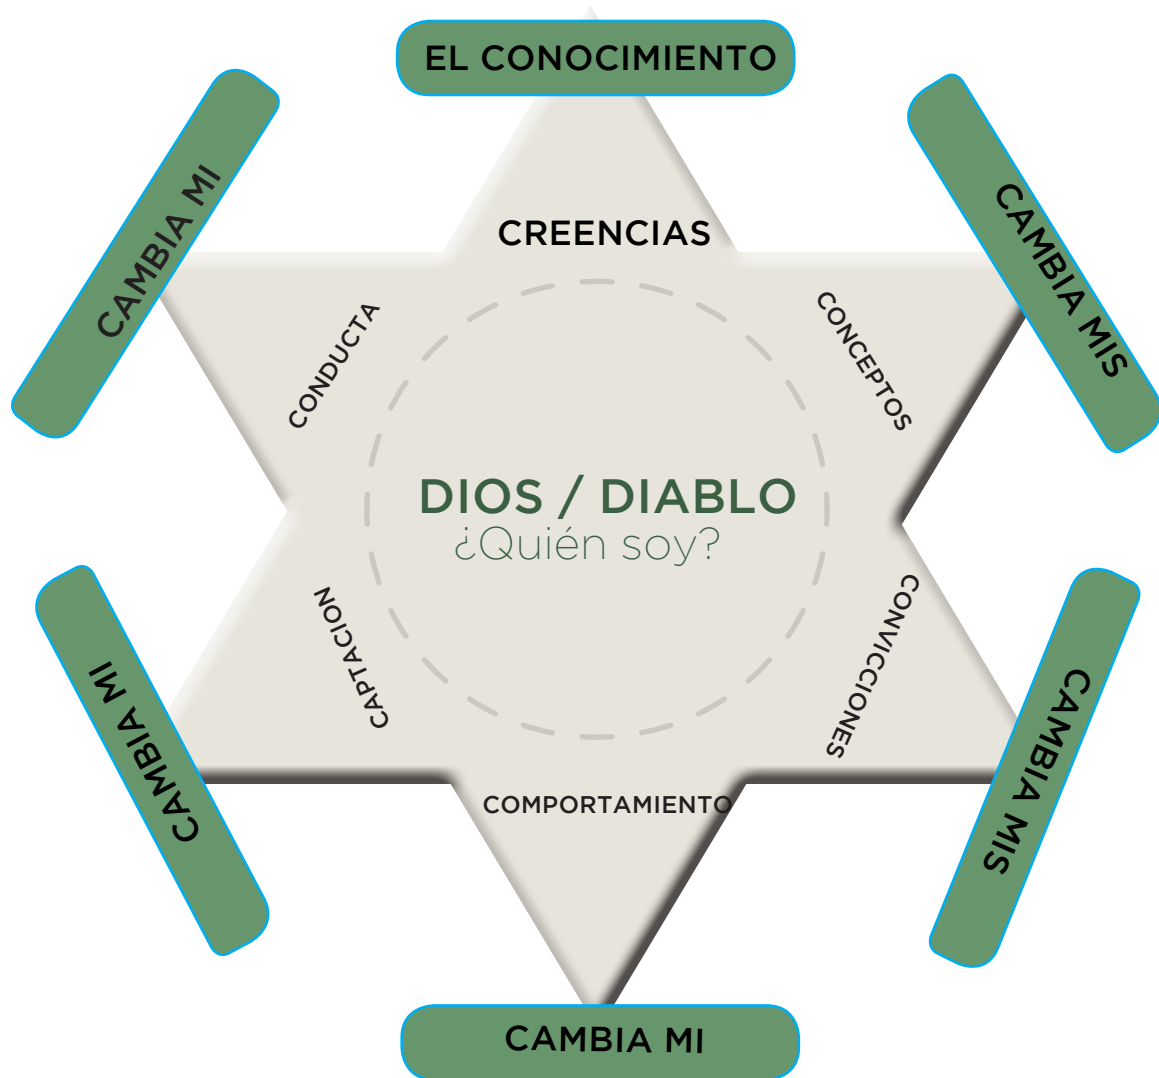 EL CONOCIMIENTO
CREENCIAS
CAMBIA MIS
CONCEPTOS
CAMBIA MIS
CONVICCIONES
CAMBIA MI
COMPORTAMIENTO
CAMBIA MI
CAPTACION
CAMBIA MI
CONDUCTA
DIOS / DIABLO
¿Quién soy?